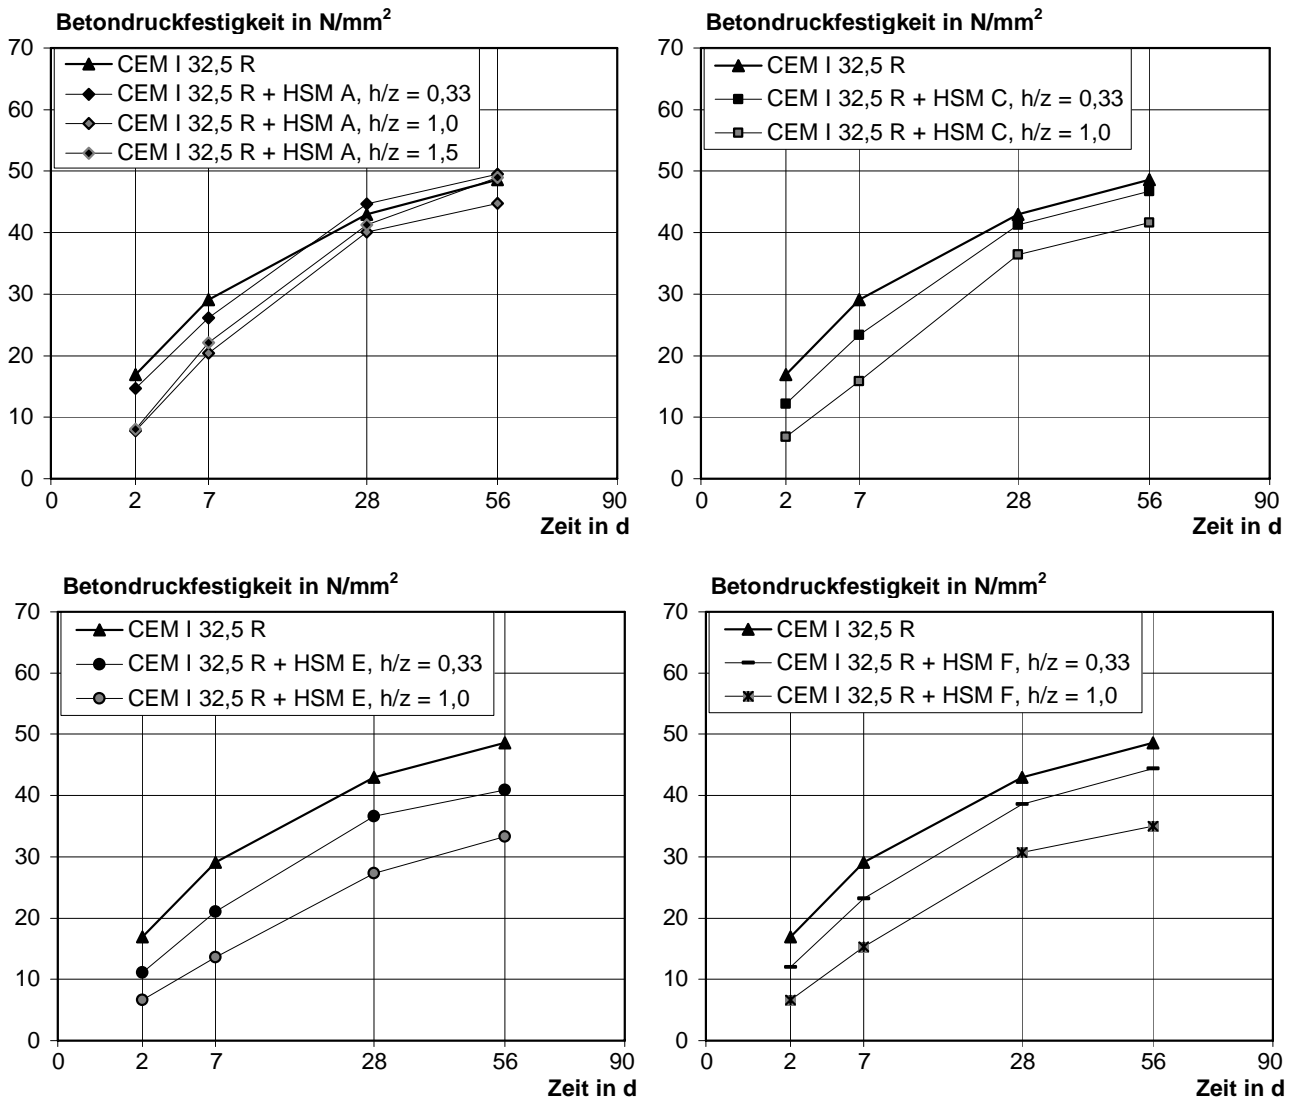 Betondruckfestigkeit in N/mm²
70
60
50
40
30
20
10
0
CEM I 32,5 R
CEM I 32,5 R + HSM A, h/z = 0,33
CEM I 32,5 R + HSM A, h/z = 1,0
CEM I 32,5 R + HSM A, h/z = 1,5
0 2 7 28 56 90
Zeit in d
Betondruckfestigkeit in N/mm²
70
60
50
40
30
20
10
0
CEM I 32,5 R
CEM I 32,5 R + HSM C, h/z = 0,33
CEM I 32,5 R + HSM C, h/z = 1,0
0 2 7 28 56 90
Zeit in d
Betondruckfestigkeit in N/mm²
70
60
50
40
30
20
10
0
CEM I 32,5 R
CEM I 32,5 R + HSM E, h/z = 0,33
CEM I 32,5 R + HSM E, h/z = 1,0
0 2 7 28 56 90
Zeit in d
Betondruckfestigkeit in N/mm²
70
60
50
40
30
20
10
0
CEM I 32,5 R
CEM I 32,5 R + HSM F, h/z = 0,33
CEM I 32,5 R + HSM F, h/z = 1,0
0 2 7 28 56 90
Zeit in d